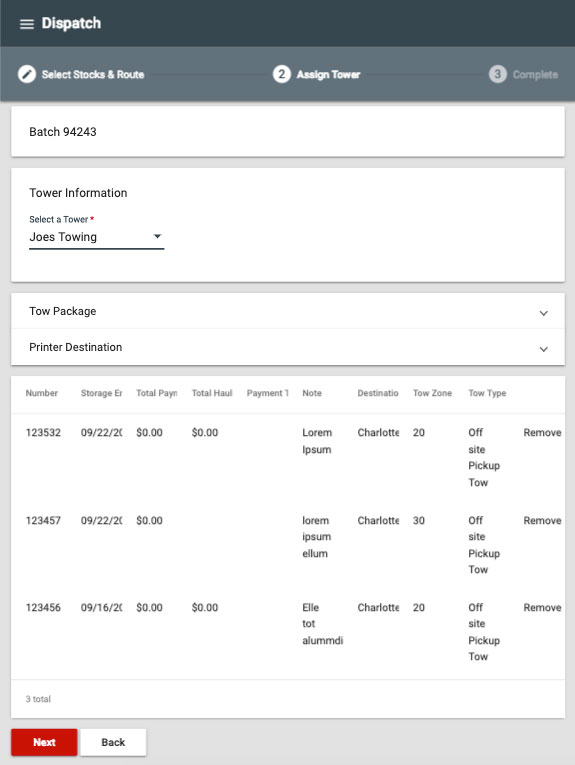 Dispatch
Select Stocks & Route
2 Assign Tower
3 Complete
Batch 94243
Tower Information
Select a Tower *
Joes Towing
Tow Package
Printer Destination
Number Storage Er Total Payn Total Haul Payment T Note Destinatio Tow Zone Tow Type
123532 09/22/20 $0.00 $0.00 Lorem Charlotte 20 Off Remove
Ipsum site
Pickup
Tow
123457 09/22/20 $0.00 lorem Charlotte 30 Off Remove
ipsum site
ellum Pickup
Tow
123456 09/16/20 $0.00 $0.00 Elle Charlotte 20 Off Remove
tot site
alummdi Pickup
Tow
3 total
Next Back